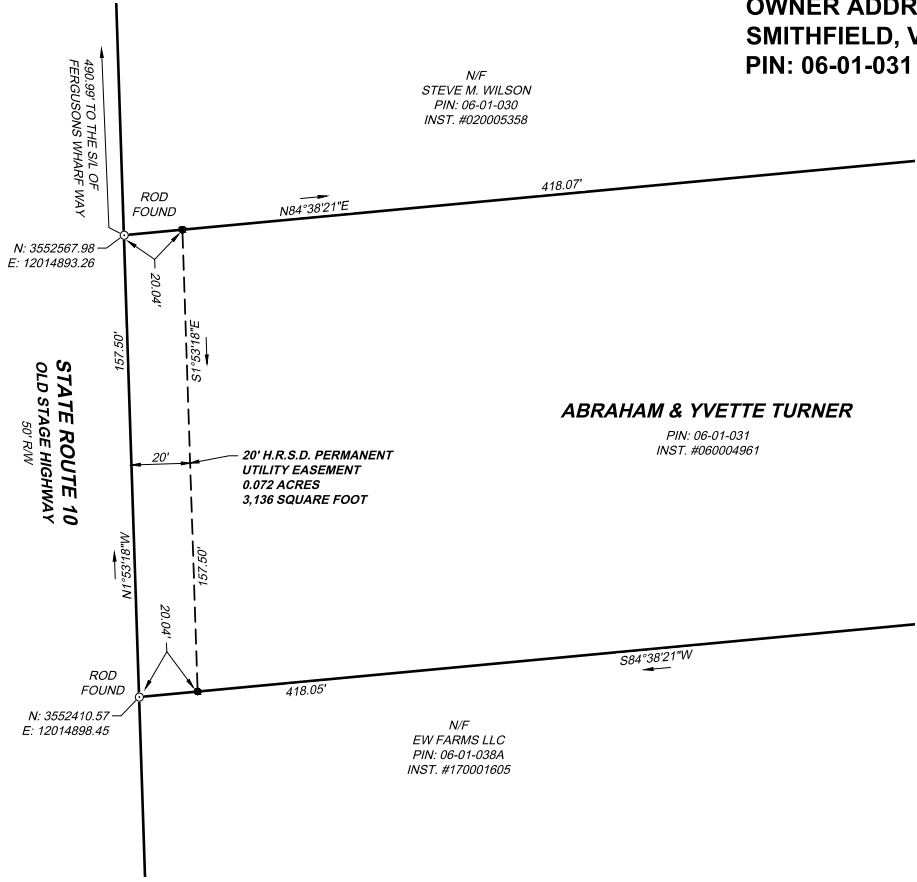 OWNER ADDR
SMITHFIELD, V
PIN: 06-01-031
490.99' TO THE S/L OF
FERGUSONS WHARF WAY
N/F
STEVE M. WILSON
PIN: 06-01-030
INST. #020005358
ROD
FOUND
N84°38'21"E
418.07'
N: 3552567.98
E: 12014893.26
20.04'
157.50'
S1°53'18"E
STATE ROUTE 10
OLD STAGE HIGHWAY
50' R/W
20'
20' H.R.S.D. PERMANENT
UTILITY EASEMENT
0.072 ACRES
3,136 SQUARE FOOT
ABRAHAM & YVETTE TURNER
PIN: 06-01-031
INST. #060004961
N1°53'18"W
157.50'
20.04'
ROD
FOUND
N: 3552410.57
E: 12014898.45
418.05'
S84°38'21"W
N/F
EW FARMS LLC
PIN: 06-01-038A
INST. #170001605